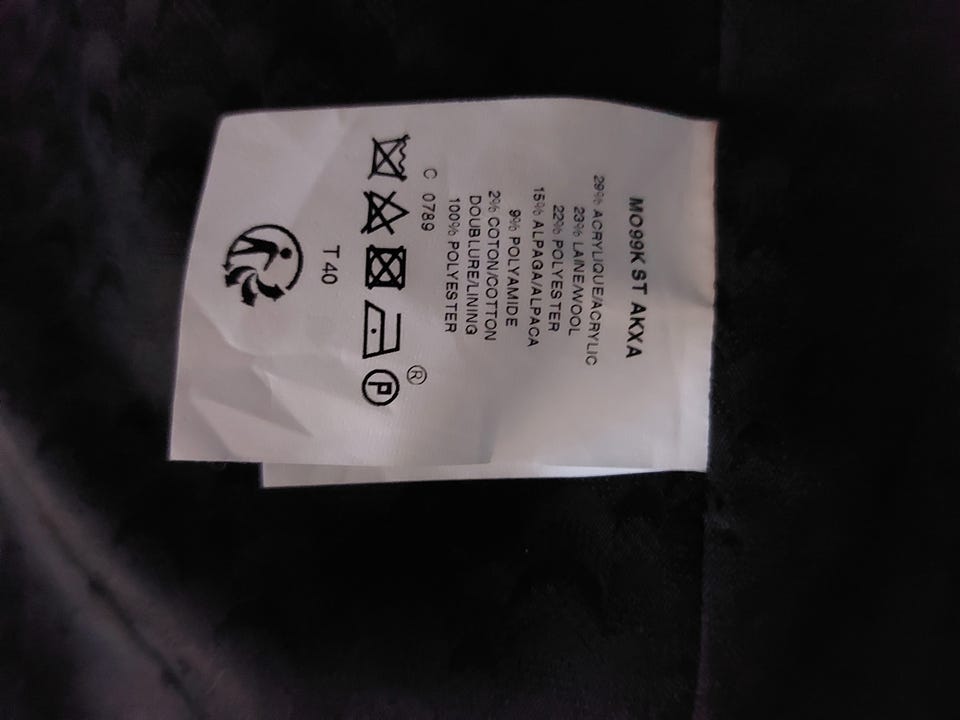 MO99K ST AKXA
29% ACRYLIQUE/ACRYLIC
23% LAINE/WOOL
22% POLYESTER
15% ALPAGA/ALPACA
9% POLYAMIDE
2% COTON/COTTON
DOUBLURE/LINING
100% POLYESTER
C 0789
®
P
T 40